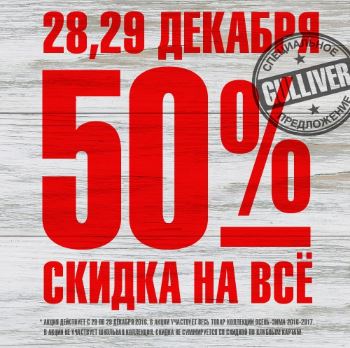 28,29 ДЕКАБРЯ
СПЕЦИАЛЬНОЕ
GULLIVER
ПРЕДЛОЖЕНИЕ
50%
СКИДКА НА ВСЁ
* АКЦИЯ ДЕЙСТВУЕТ С 28 ПО 29 ДЕКАБРЯ 2016. В АКЦИИ УЧАСТВУЕТ ВЕСЬ ТОВАР КОЛЛЕКЦИИ ОСЕНЬ-ЗИМА 2016-2017.
В АКЦИИ НЕ УЧАСТВУЕТ ШКОЛЬНАЯ КОЛЛЕКЦИЯ. СКИДКА НЕ СУММИРУЕТСЯ СО СКИДКОЙ ПО КЛУБНЫМ КАРТАМ.